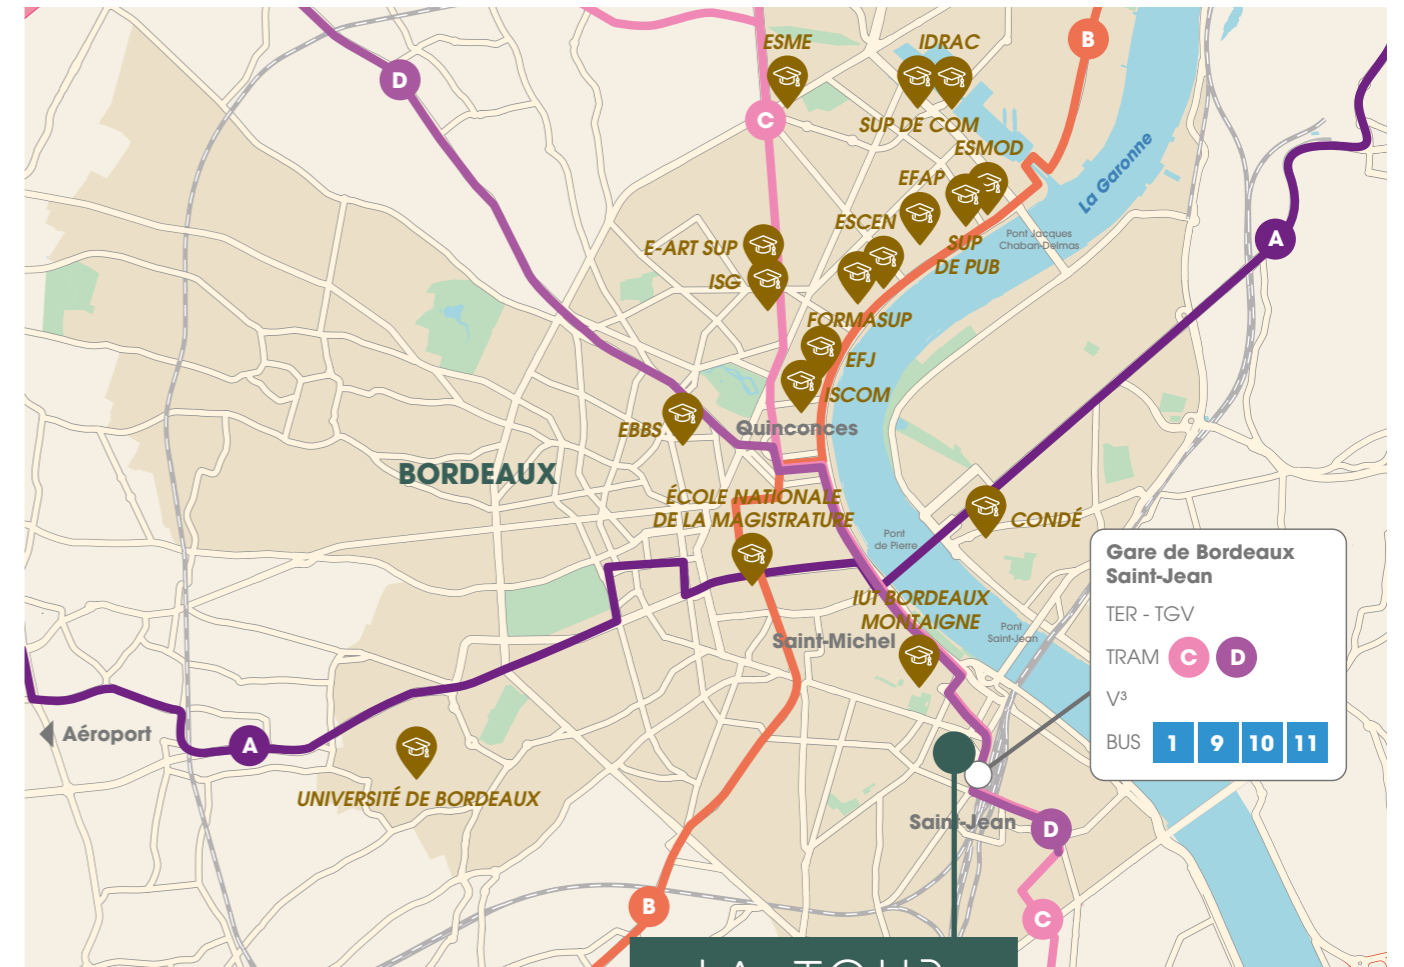 ESME
IDRAC
B
D
C
SUP DE COM
ESMOD
La Garonne
EFAP
ESCEN
Pont Jacques
Chaban-Delmas
A
E-ART SUP
SUP
DE PUB
ISG
FORMASUP
EFJ
ISCOM
EBBS
Quinconces
BORDEAUX
ÉCOLE NATIONALE
DE LA MAGISTRATURE
CONDÉ
Pont
de Pierre
Gare de Bordeaux
Saint-Jean
TER - TGV
TRAM C D
V³
BUS 1 9 10 11
IUT BORDEAUX
MONTAIGNE
Pont
Saint-Jean
Saint-Michel
Aéroport
A
UNIVERSITÉ DE BORDEAUX
Saint-Jean
D
B
C
LA TOUR